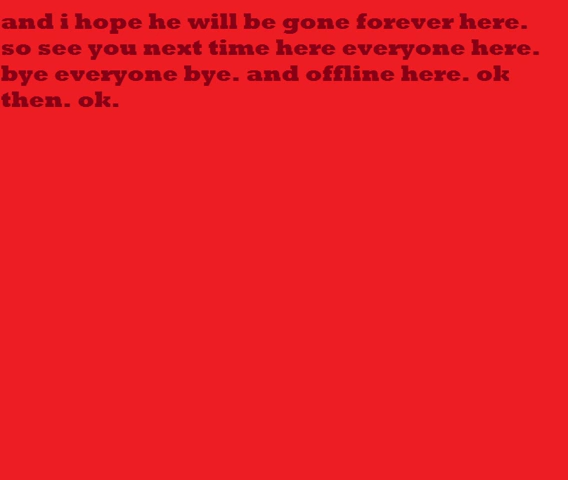 and i hope he will be gone forever here.
so see you next time here everyone here.
bye everyone bye. and offline here. ok
then. ok.